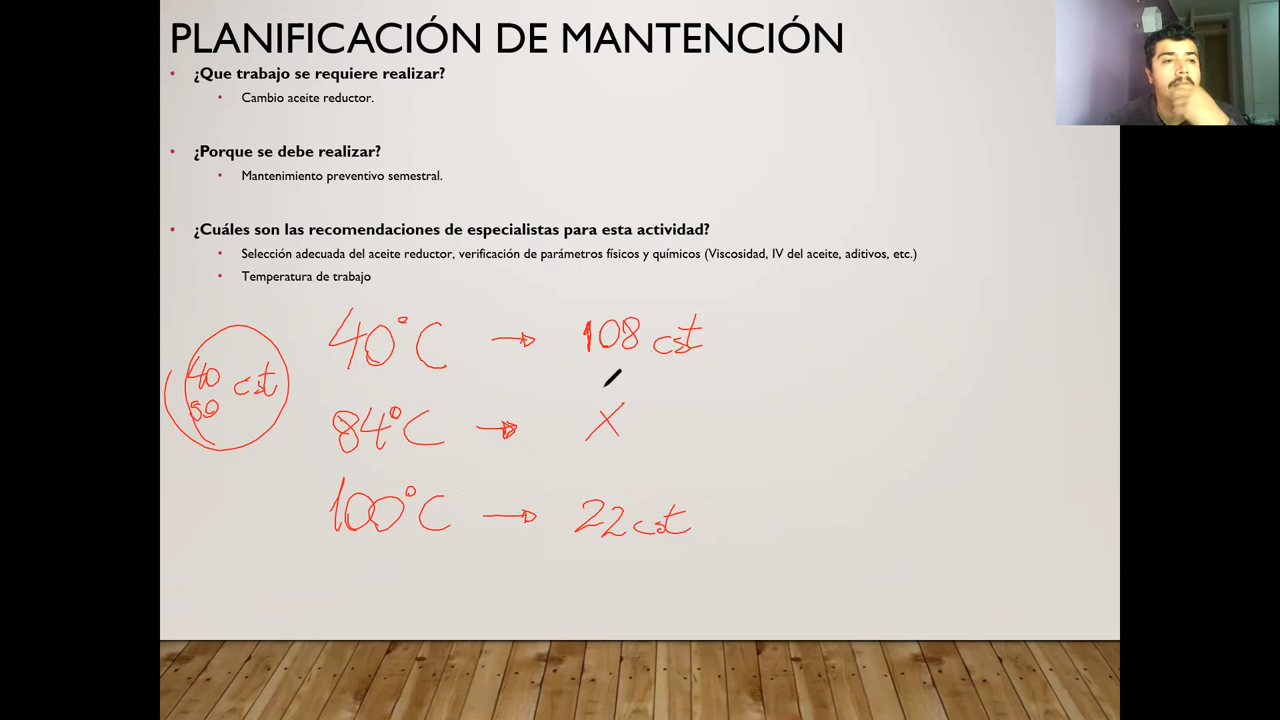 PLANIFICACIÓN DE MANTENCIÓN
• ¿Que trabajo se requiere realizar?
• Cambio aceite reductor.
• ¿Porque se debe realizar?
• Mantenimiento preventivo semestral.
• ¿Cuáles son las recomendaciones de especialistas para esta actividad?
• Selección adecuada del aceite reductor, verificación de parámetros físicos y químicos (Viscosidad, IV del aceite, aditivos, etc.)
• Temperatura de trabajo
40°C → 108 cst
40 cst
50
84°C → X
100°C → 22 cst